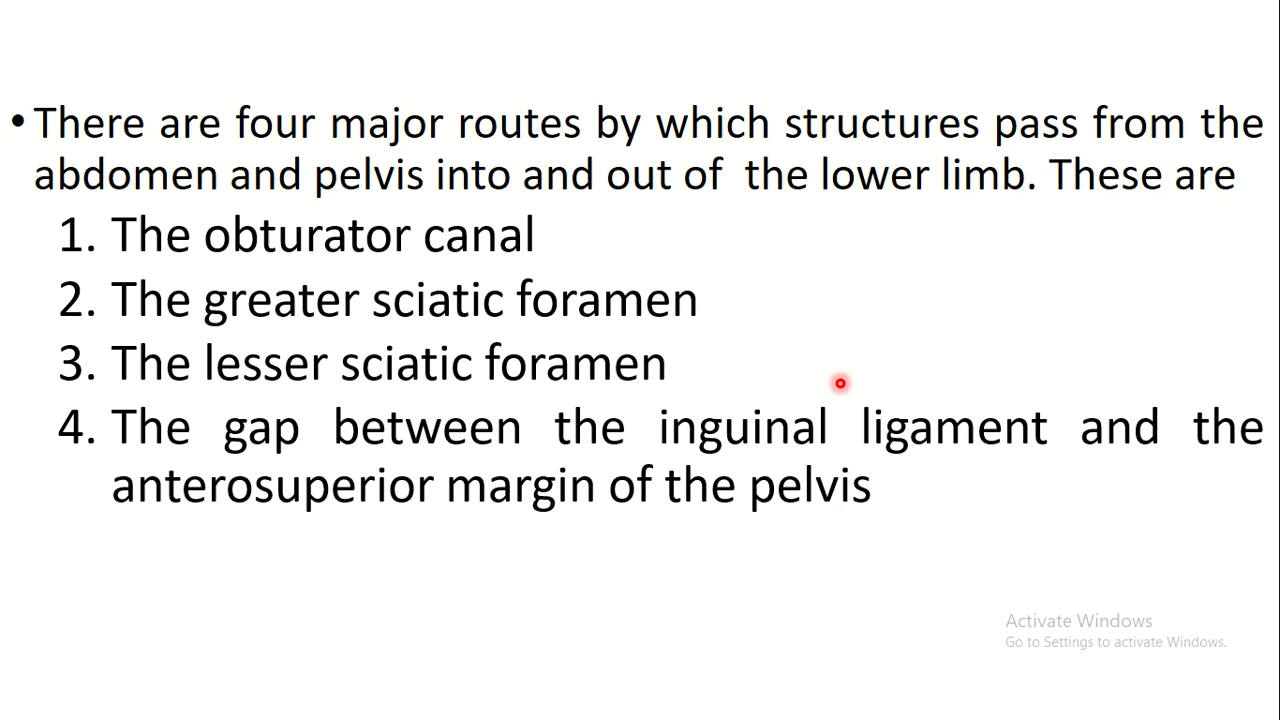 • There are four major routes by which structures pass from the
abdomen and pelvis into and out of  the lower limb. These are
1. The obturator canal
2. The greater sciatic foramen
3. The lesser sciatic foramen
4. The gap between the inguinal ligament and the
anterosuperior margin of the pelvis
Activate Windows
Go to Settings to activate Windows.